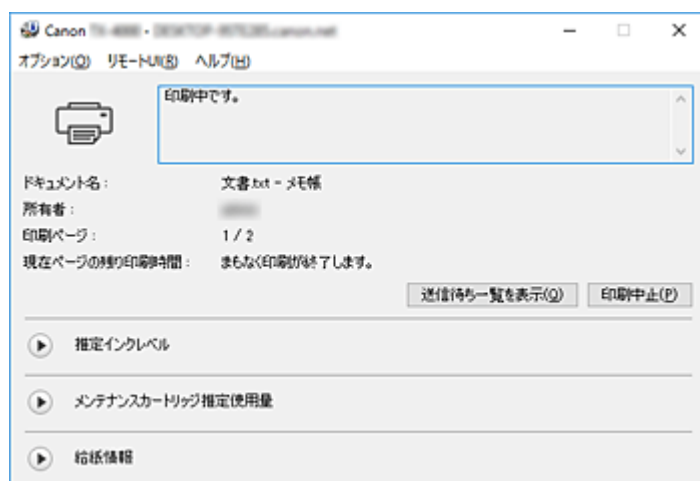 Canon
オプション(O) リモートUI(R) ヘルプ(H)
印刷中です。
ドキュメント名： 文書.txt - メモ帳
所有者：
印刷ページ： 1 / 2
現在ページの残り印刷時間： まもなく印刷が終了します。
送信待ち一覧を表示(Q) 印刷中止(P)
推定インクレベル
メンテナンスカートリッジ推定使用量
給紙情報